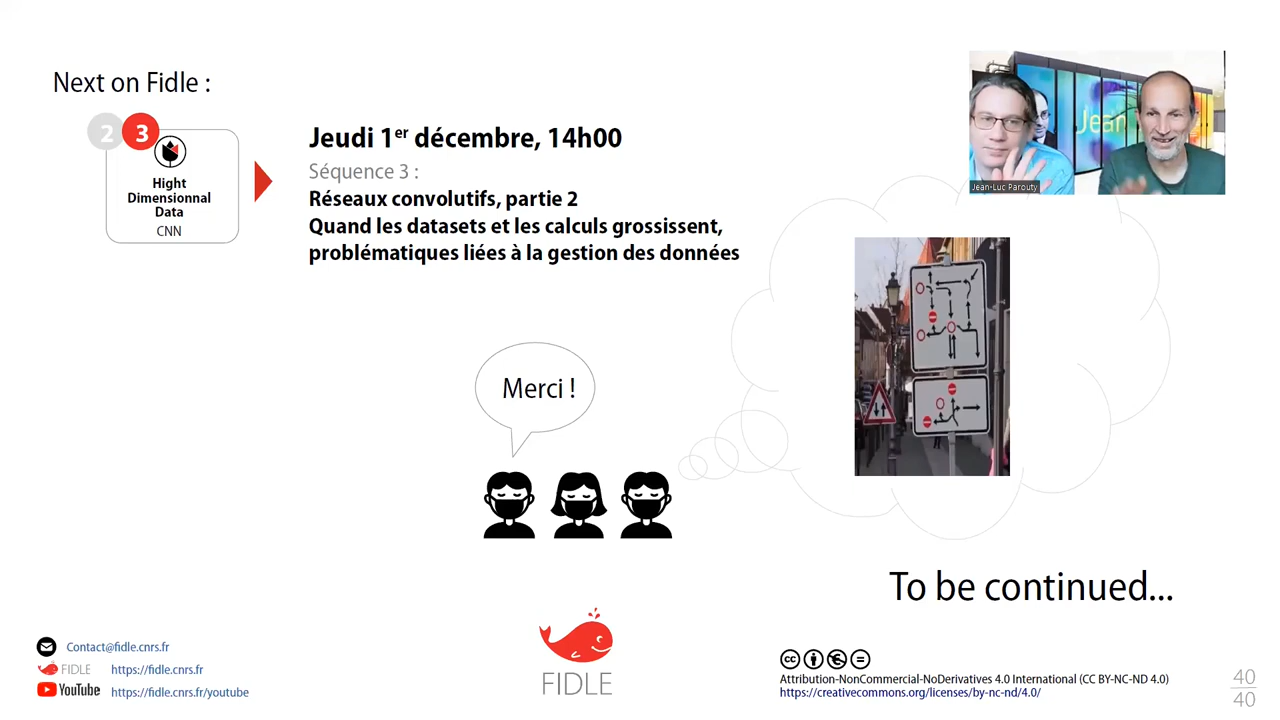 Next on Fidle :
2
3
Hight
Dimensionnal
Data
CNN
Jeudi 1er décembre, 14h00
Séquence 3 :
Réseaux convolutifs, partie 2
Quand les datasets et les calculs grossissent,
problématiques liées à la gestion des données
Jean
Jean-Luc Parouty
Merci !
To be continued...
Contact@fidle.cnrs.fr
FIDLE
https://fidle.cnrs.fr
YouTube
https://fidle.cnrs.fr/youtube
FIDLE
cc
Attribution-NonCommercial-NoDerivatives 4.0 International (CC BY-NC-ND 4.0)
https://creativecommons.org/licenses/by-nc-nd/4.0/
40
40